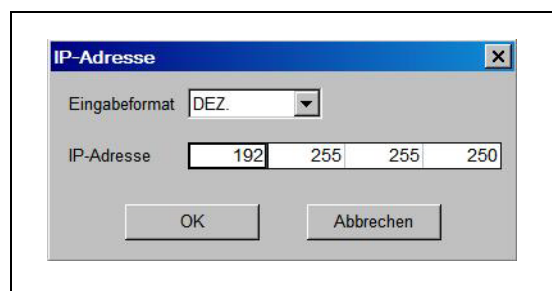 IP-Adresse
Eingabeformat DEZ.
IP-Adresse 192 255 255 250
OK Abbrechen